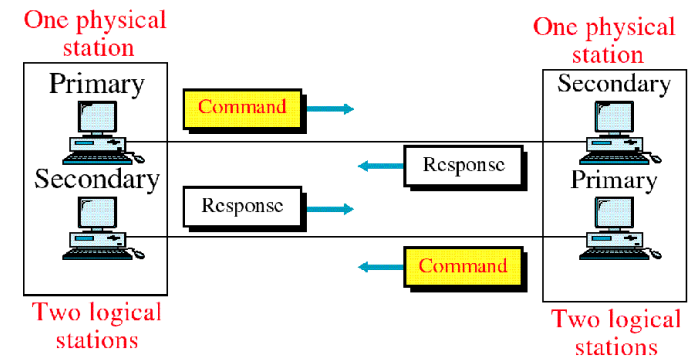 One physical
station
Primary
Command
Response
Secondary
Response
Command
Two logical
stations
One physical
station
Secondary
Primary
Two logical
stations